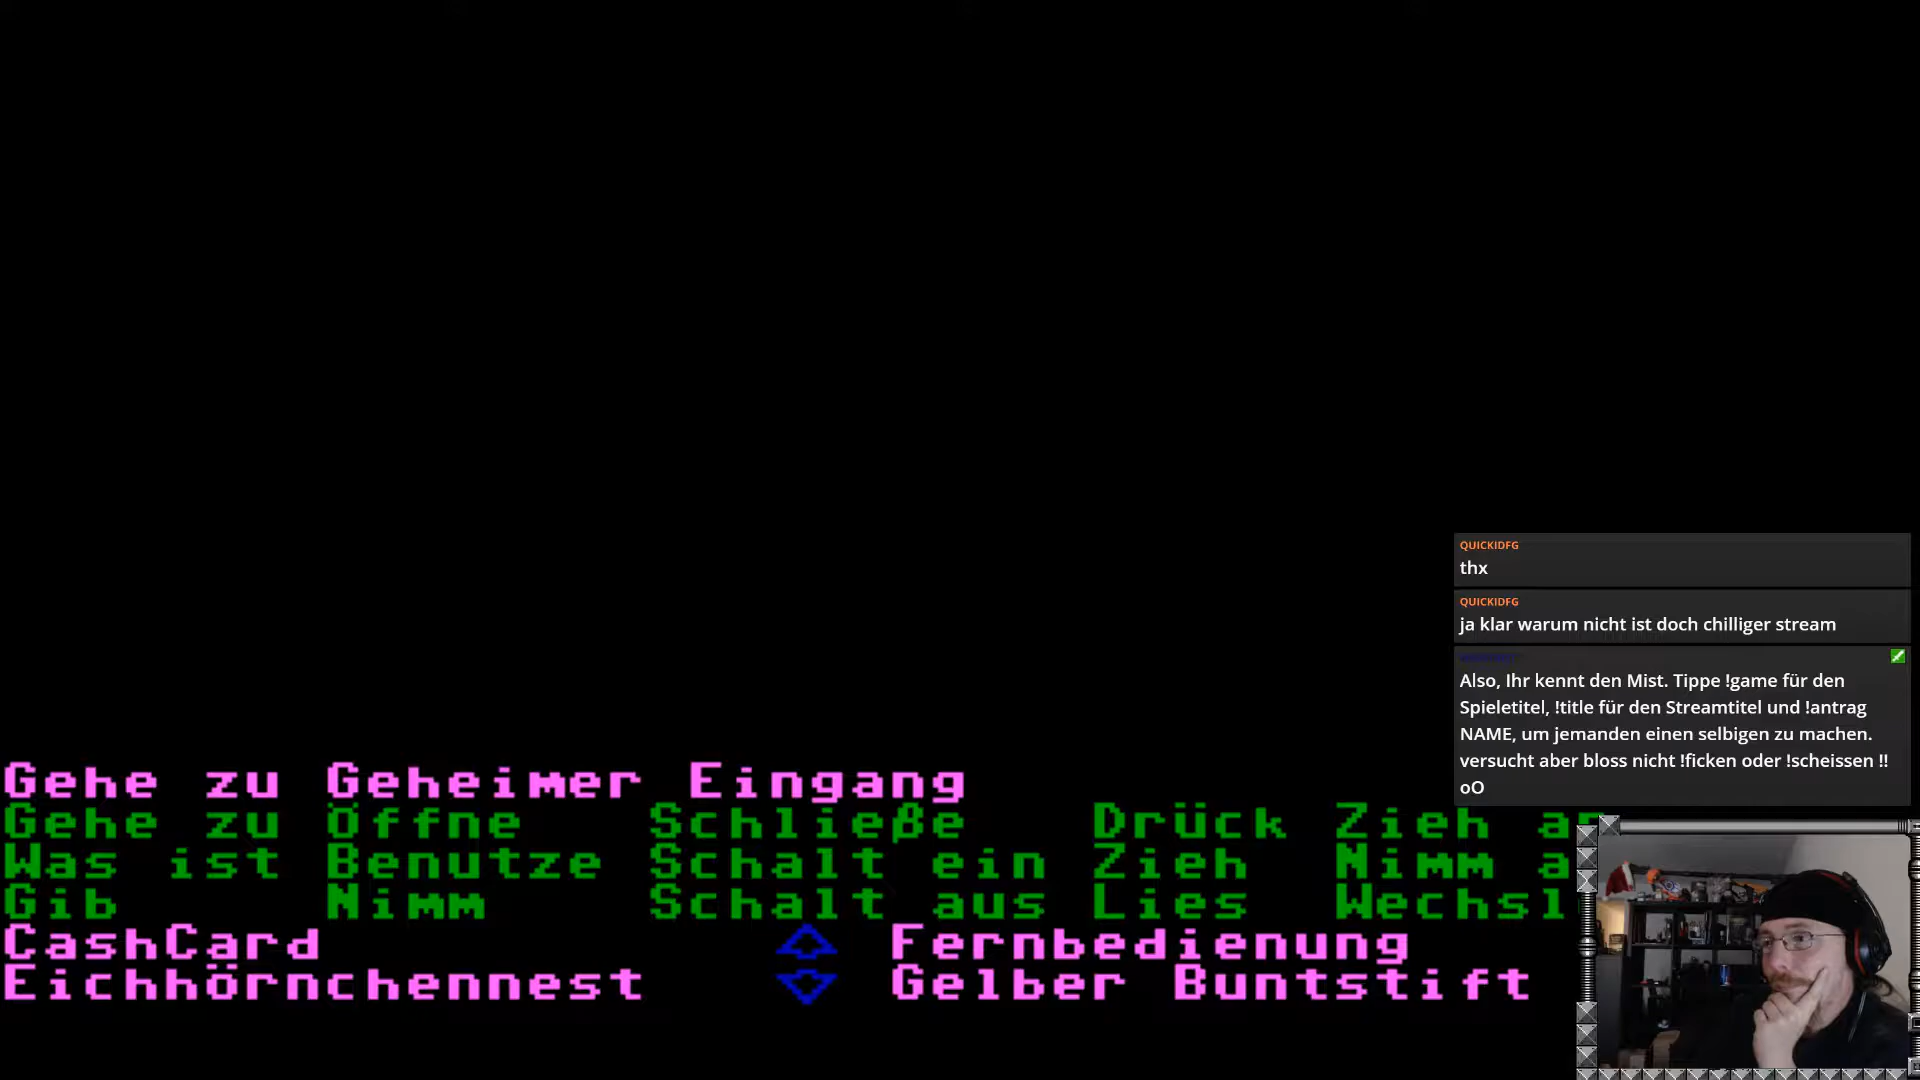 QUICKIDFG
thx
QUICKIDFG
ja klar warum nicht ist doch chilliger stream
Also, Ihr kennt den Mist. Tippe !game für den
Spieletitel, !title für den Streamtitel und !antrag
NAME, um jemanden einen selbigen zu machen.
versucht aber bloss nicht !ficken oder !scheissen !!
oO
Gehe zu Geheimer Eingang
Gehe zu Öffne Schließe Drück Zieh an
Was ist Benutze Schalt ein Zieh Nimm a
Gib Nimm Schalt aus Lies Wechsl
CashCard Fernbedienung
Eichhörnchennest Gelber Buntstift